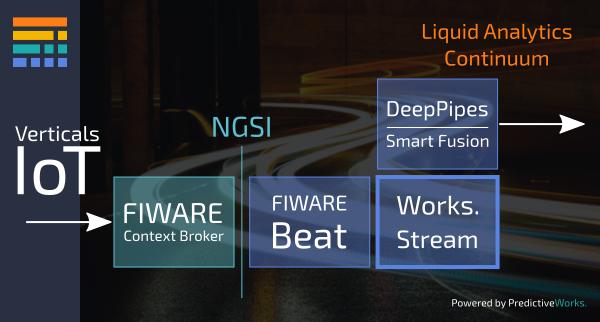 Liquid Analytics
Continuum
Verticals
IoT
NGSI
DeepPipes
Smart Fusion
FIWARE
Context Broker
FIWARE
Beat
Works.
Stream
Powered by PredictiveWorks.